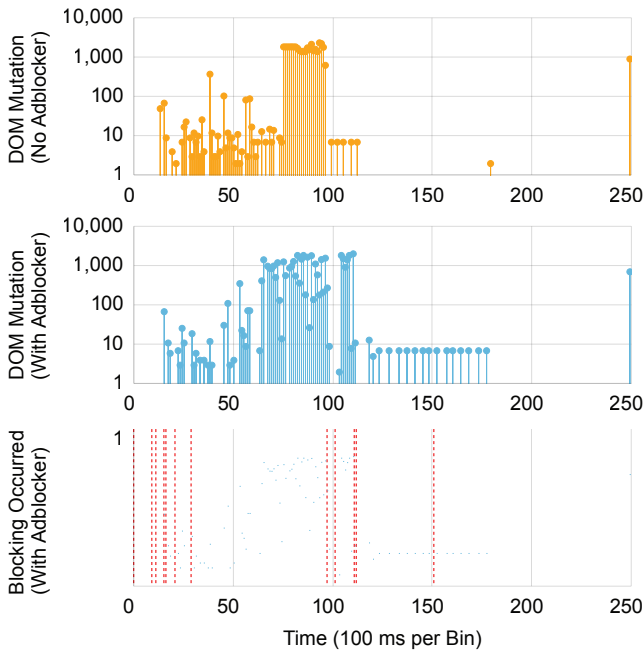 DOM Mutation
(No Adblocker)
10,000
1,000
100
10
1
0 50 100 150 200 250
DOM Mutation
(With Adblocker)
10,000
1,000
100
10
1
0 50 100 150 200 250
Blocking Occurred
(With Adblocker)
1
0 50 100 150 200 250
Time (100 ms per Bin)